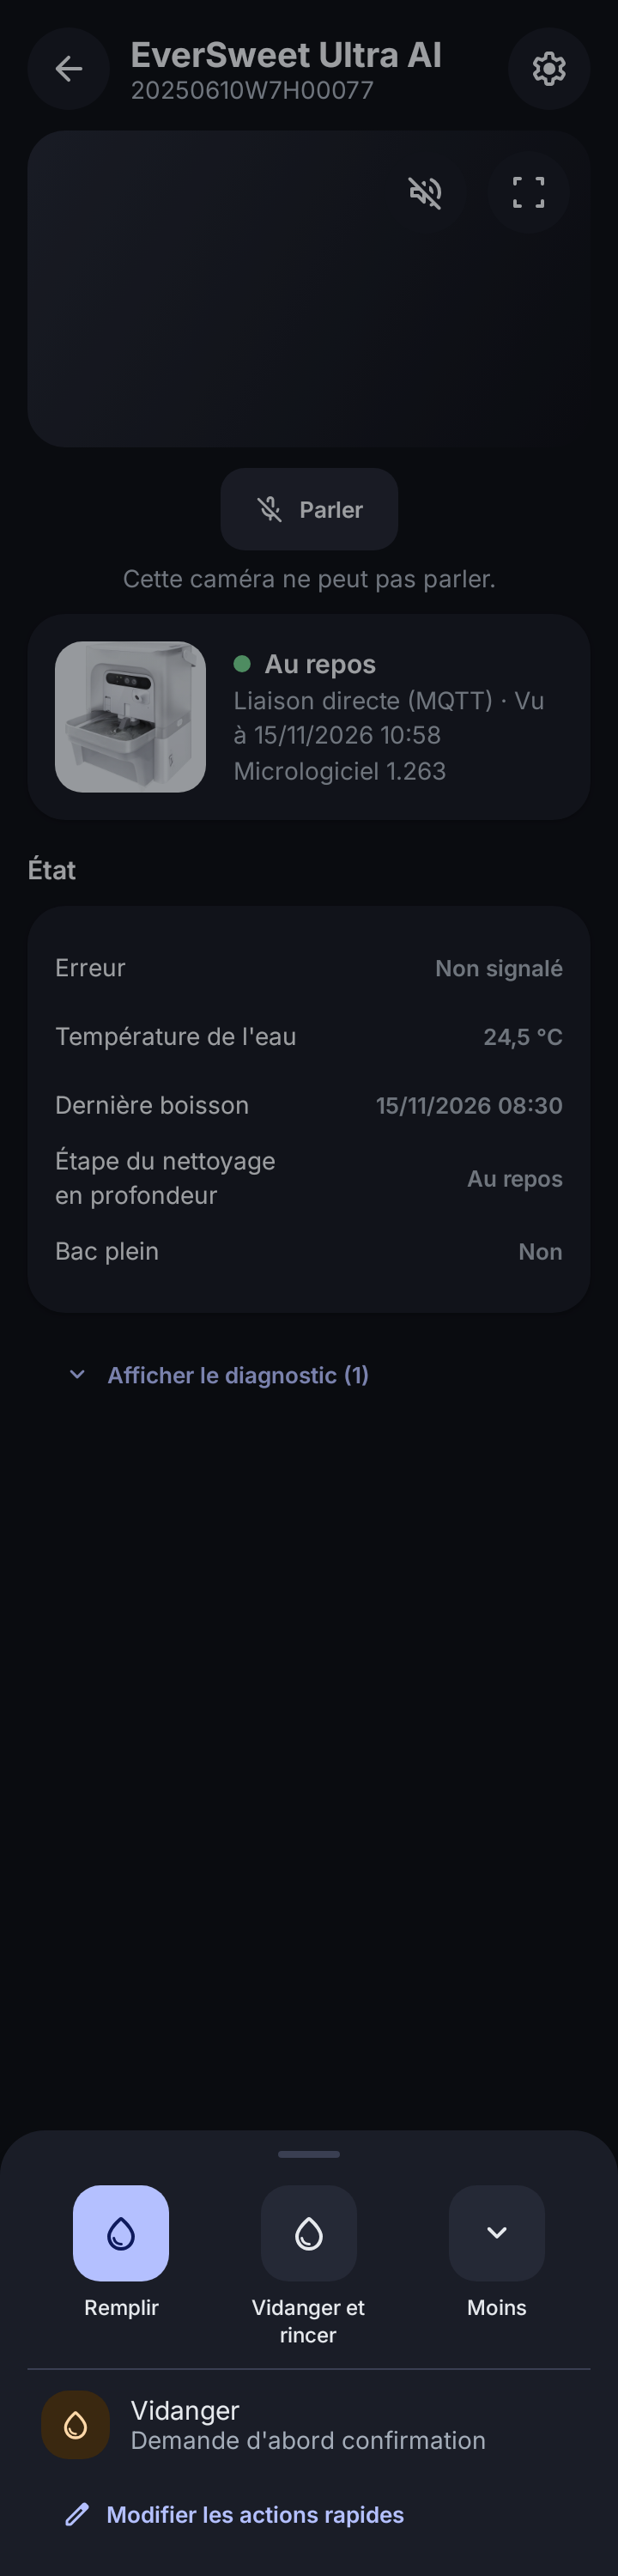 EverSweet Ultra AI
20250610W7H00077
Parler
Cette caméra ne peut pas parler.
Au repos
Liaison directe (MQTT) · Vu
à 15/11/2026 10:58
Micrologiciel 1.263
État
Erreur
Non signalé
Température de l'eau
24,5 °C
Dernière boisson
15/11/2026 08:30
Étape du nettoyage
en profondeur
Au repos
Bac plein
Non
Afficher le diagnostic (1)
Remplir
Vidanger et
rincer
Moins
Vidanger
Demande d'abord confirmation
Modifier les actions rapides